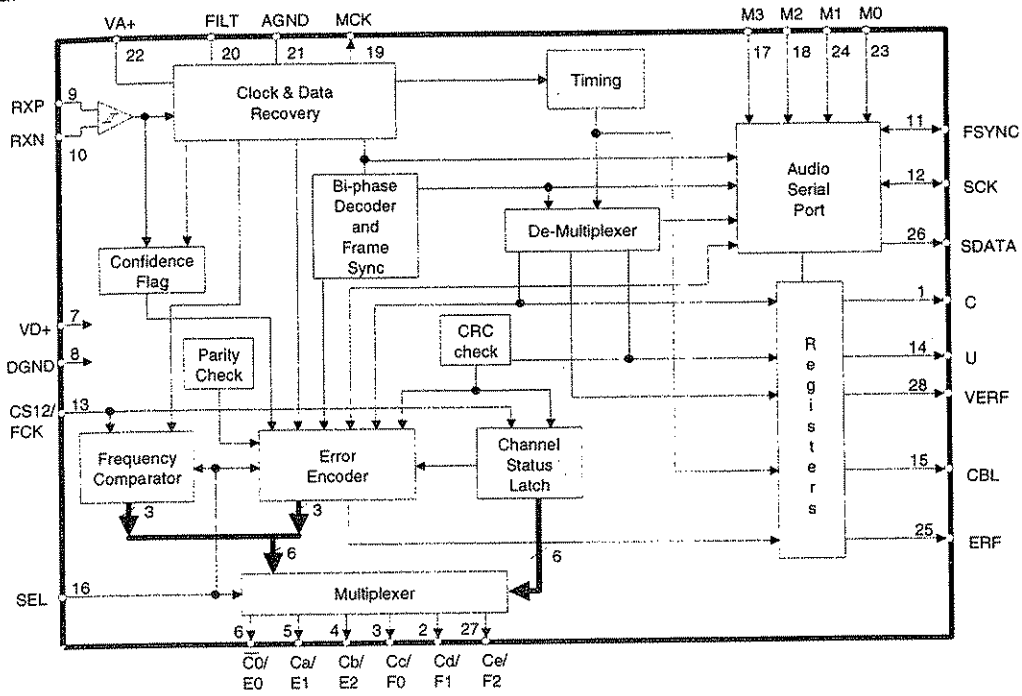 VA+ FILT AGND MCK M3 M2 M1 M0
22 20 21 19 17 18 24 23
RXP 9
RXN 10
Clock & Data
Recovery
Timing
Audio
Serial
Port
11 FSYNC
12 SCK
26 SDATA
Bi-phase
Decoder
and
Frame
Sync
De-Multiplexer
Confidence
Flag
VD+ 7
DGND 8
Parity
Check
CRC
check
Registers
1 C
14 U
28 VERF
15 CBL
25 ERF
CS12/
FCK
13
Frequency
Comparator
Error
Encoder
Channel
Status
Latch
3 3
6 6
SEL 16
Multiplexer
6 5 4 3 2 27
C̅0̅/ Ca/ Cb/ Cc/ Cd/ Ce/
E0 E1 E2 F0 F1 F2